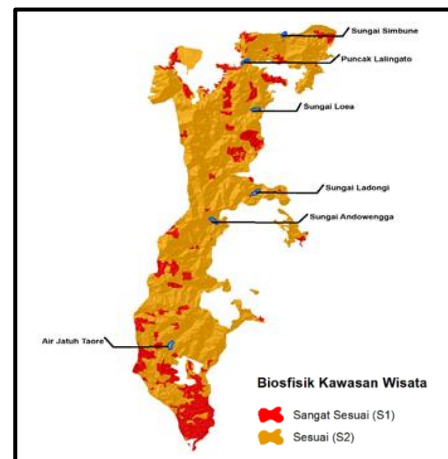 Sungai Simbune
Puncak Lalingato
Sungai Loea
Sungai Ladongi
Sungai Andowengga
Air Jatuh Taore
Biosfisik Kawasan Wisata
Sangat Sesuai (S1)
Sesuai (S2)